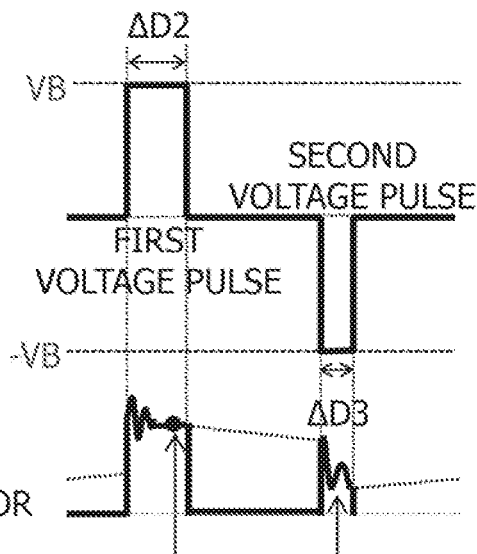 ΔD2
VB
SECOND
VOLTAGE PULSE
FIRST
VOLTAGE PULSE
-VB
ΔD3
OR